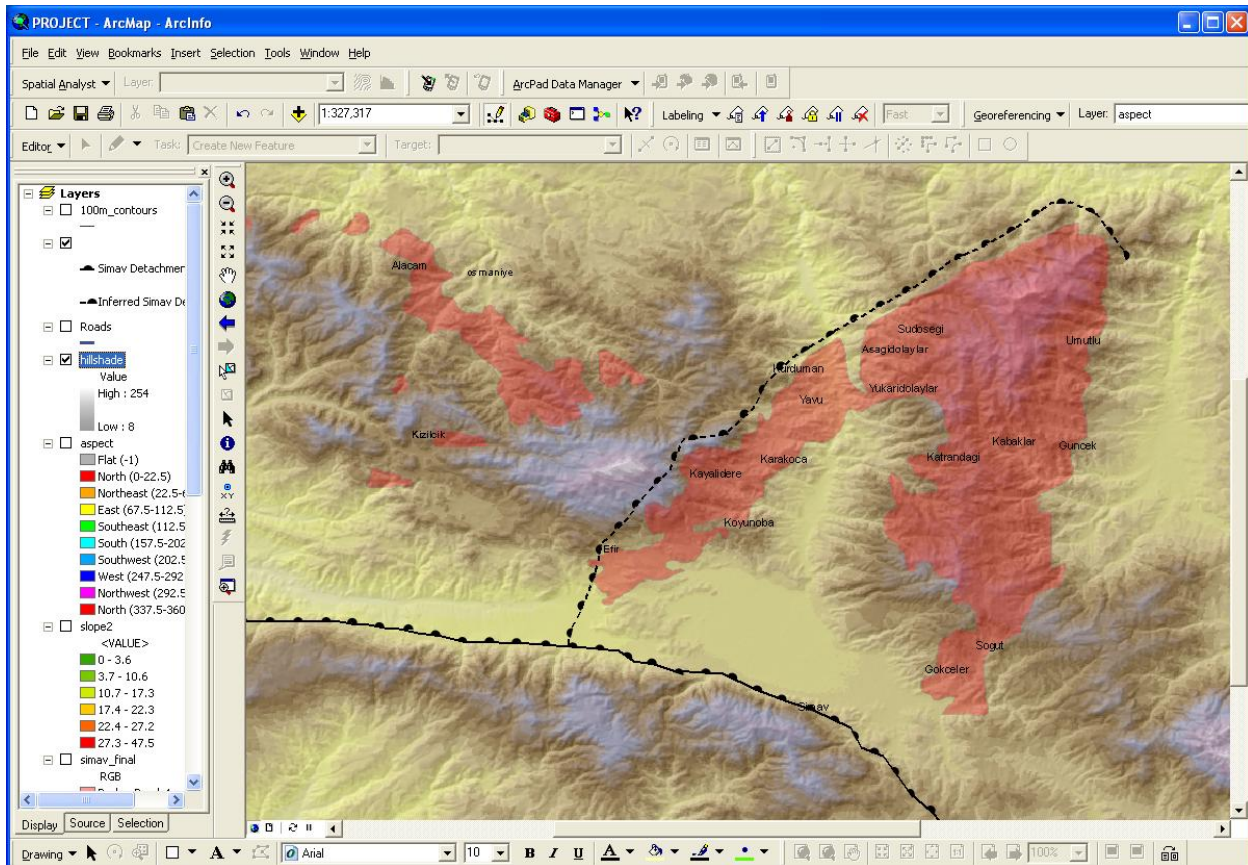 PROJECT - ArcMap - ArcInfo
File Edit View Bookmarks Insert Selection Tools Window Help
Spatial Analyst Layer: ArcPad Data Manager
1:327,317 Labeling Fast Georeferencing Layer: aspect
Editor Task: Create New Feature Target:
Layers
100m_contours
Simav Detachmen
Inferred Simav De
Roads
hillshade
Value
High : 254
Low : 8
aspect
Flat (-1)
North (0-22.5)
Northeast (22.5-6
East (67.5-112.5)
Southeast (112.5
South (157.5-202
Southwest (202.5
West (247.5-292
Northwest (292.5
North (337.5-360
slope2
<VALUE>
0 - 3.6
3.7 - 10.6
10.7 - 17.3
17.4 - 22.3
22.4 - 27.2
27.3 - 47.5
simav_final
RGB
Display Source Selection
Alacam
osmaniye
Sudosegi
Umutlu
Asagidolaylar
Kurduman
Yukaridolaylar
Yavu
Kizilcik
Kabaklar
Guncek
Katrandagi
Karakoca
Kayalidere
Koyunoba
Efir
Sogut
Gokceler
Simav
Drawing A Arial 10 B I U A 100%